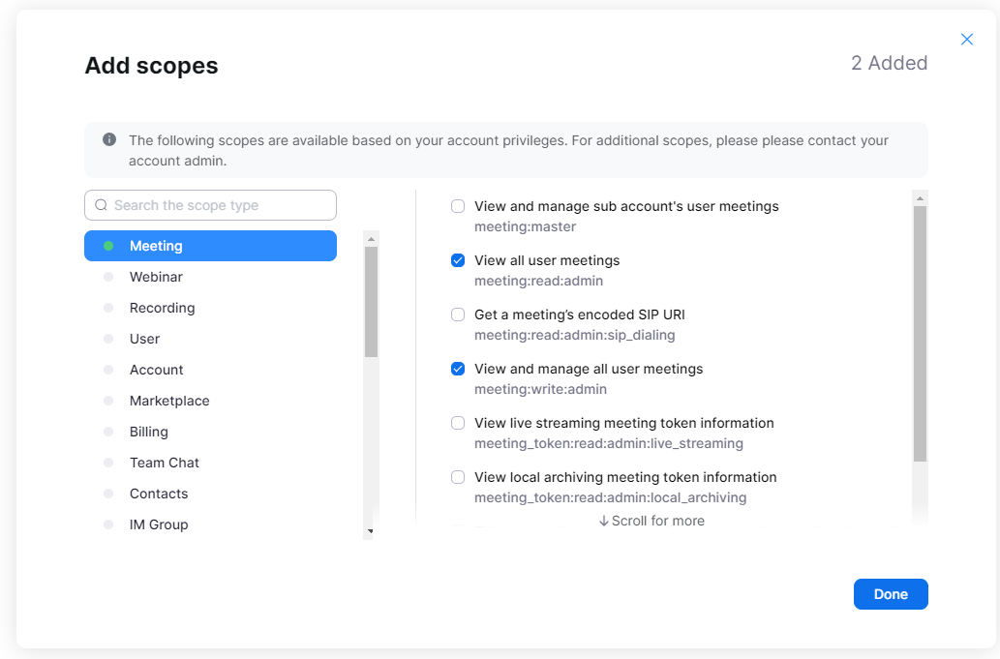 Add scopes
2 Added
The following scopes are available based on your account privileges. For additional scopes, please please contact your
account admin.
Search the scope type
Meeting
Webinar
Recording
User
Account
Marketplace
Billing
Team Chat
Contacts
IM Group
View and manage sub account's user meetings
meeting:master
View all user meetings
meeting:read:admin
Get a meeting’s encoded SIP URI
meeting:read:admin:sip_dialing
View and manage all user meetings
meeting:write:admin
View live streaming meeting token information
meeting_token:read:admin:live_streaming
View local archiving meeting token information
meeting_token:read:admin:local_archiving
↓ Scroll for more
Done